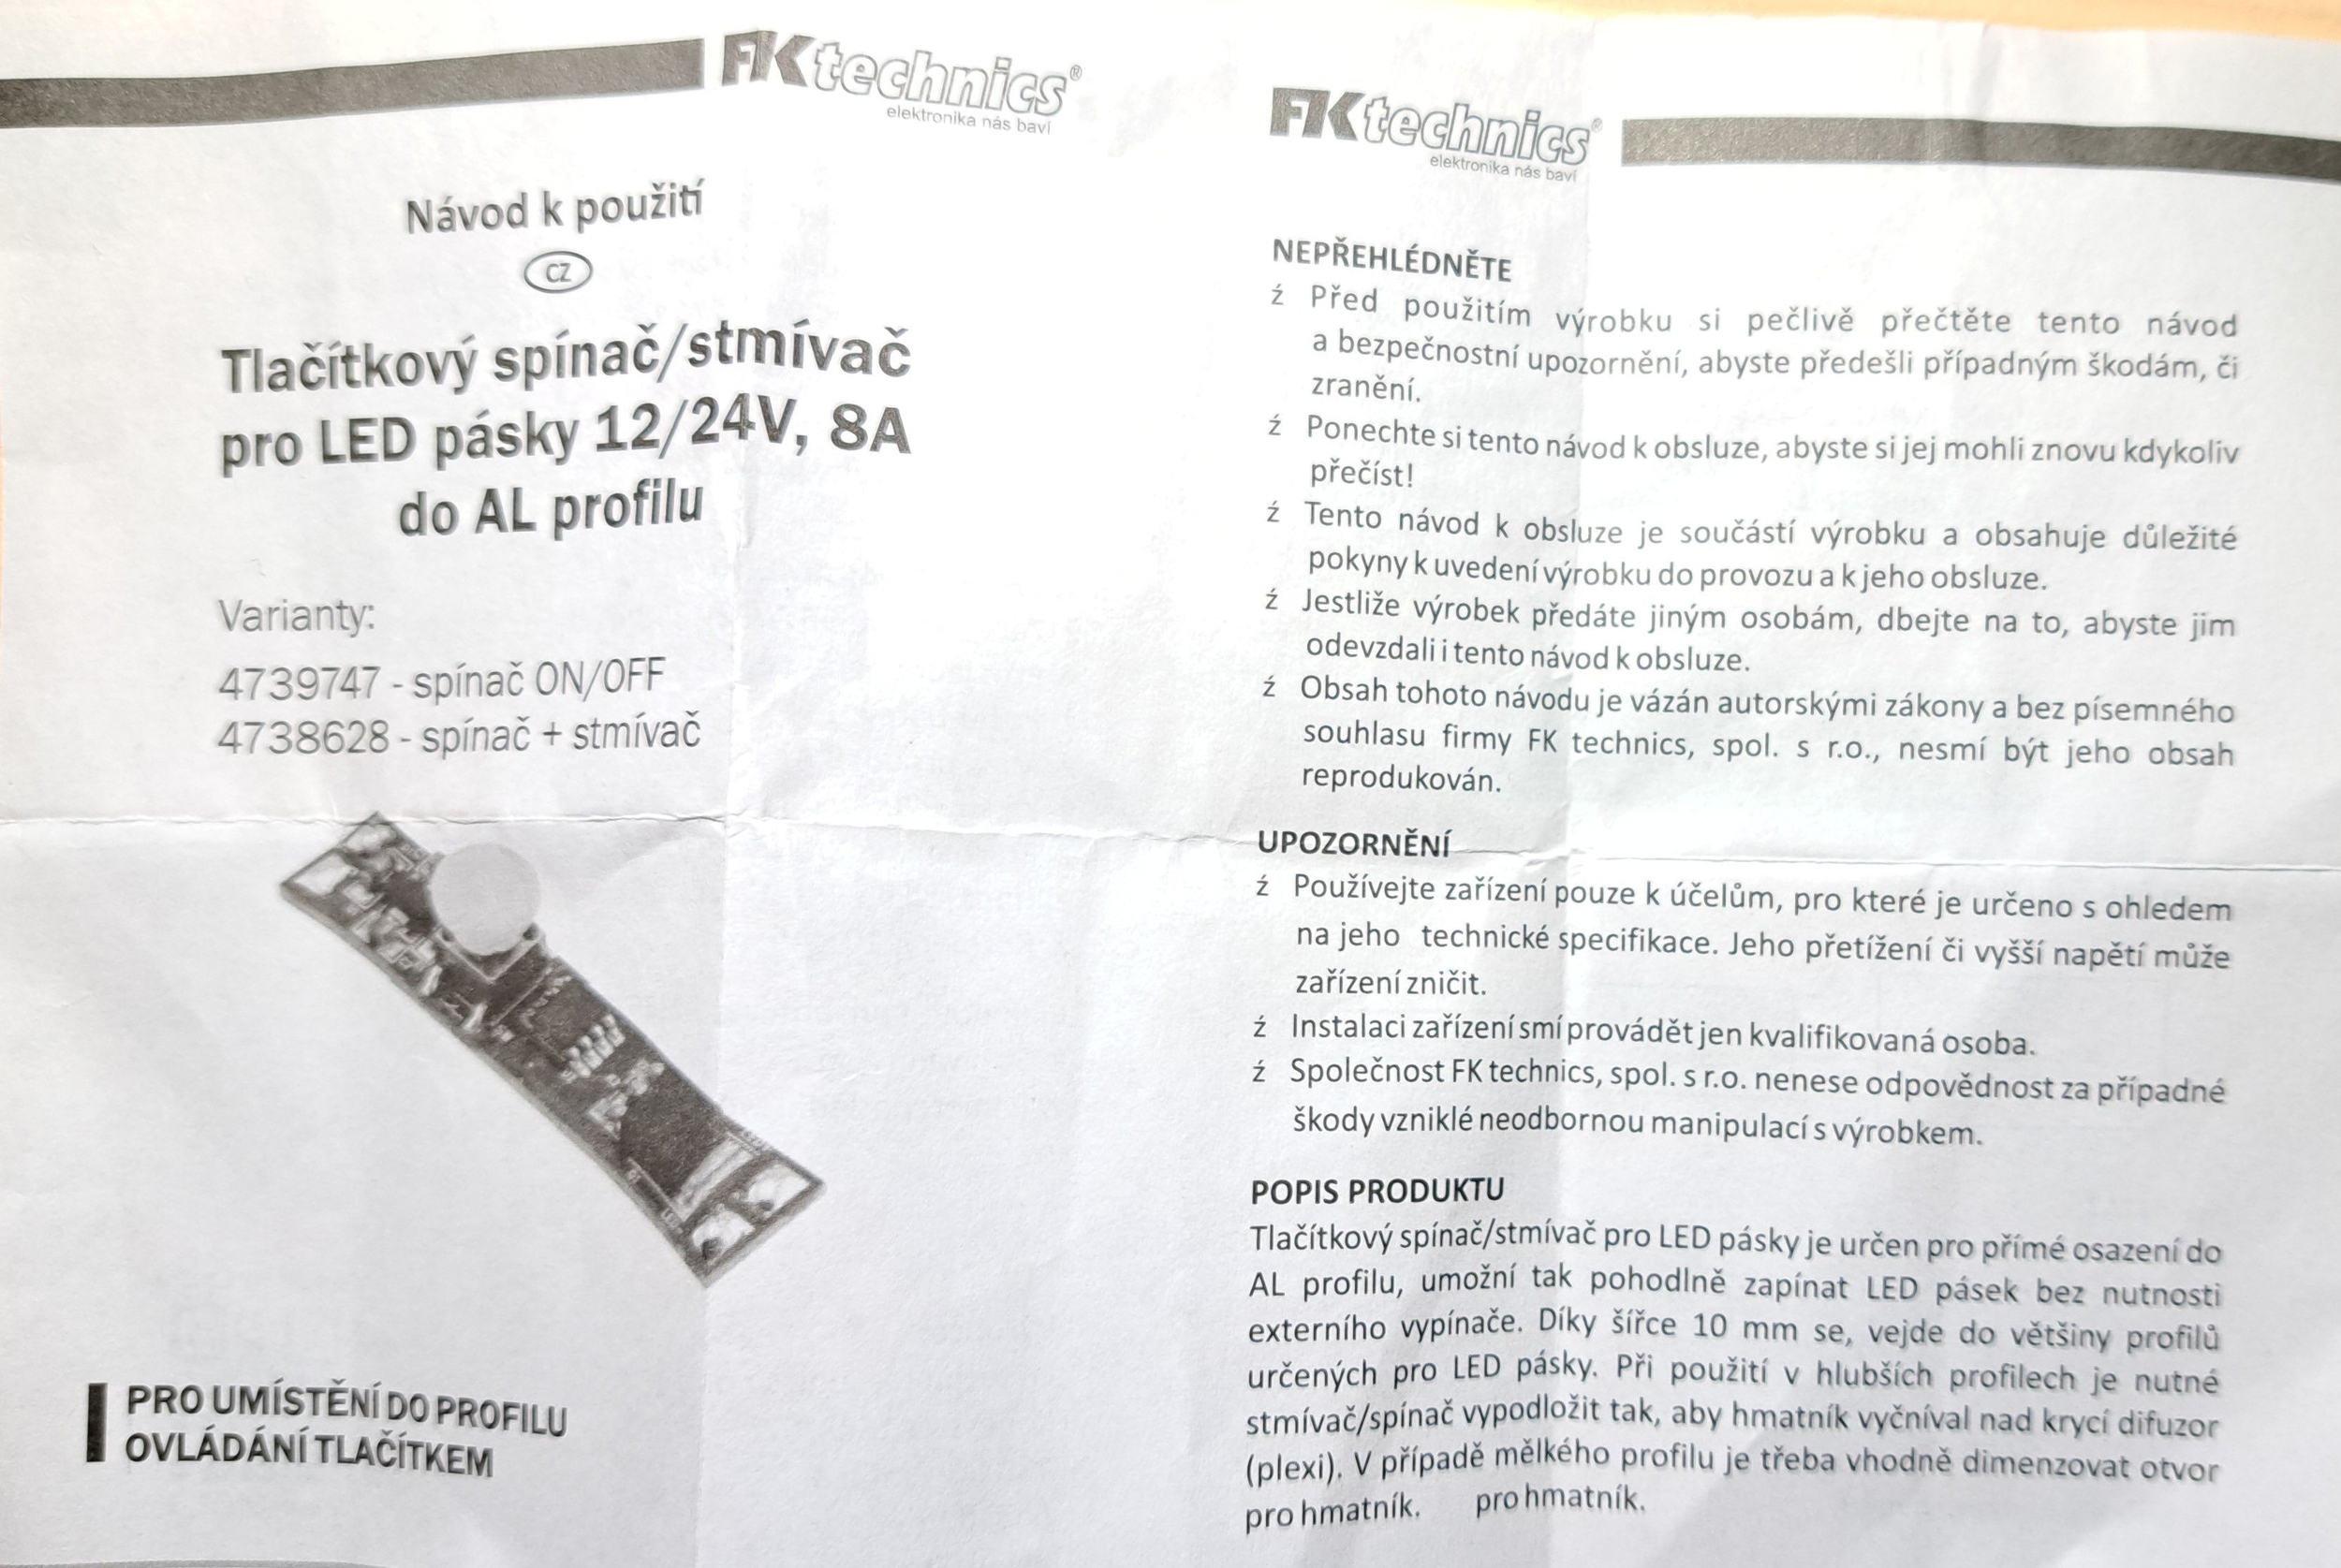 FK technics®
elektronika nás baví
Návod k použití
CZ
Tlačítkový spínač/stmívač
pro LED pásky 12/24V, 8A
do AL profilu
Varianty:
4739747 - spínač ON/OFF
4738628 - spínač + stmívač
PRO UMÍSTĚNÍ DO PROFILU
OVLÁDÁNÍ TLAČÍTKEM
FK technics®
elektronika nás baví
NEPŘEHLÉDNĚTE
ź Před použitím výrobku si pečlivě přečtěte tento návod
a bezpečnostní upozornění, abyste předešli případným škodám, či
zranění.
ź Ponechte si tento návod k obsluze, abyste si jej mohli znovu kdykoliv
přečíst!
ź Tento návod k obsluze je součástí výrobku a obsahuje důležité
pokyny k uvedení výrobku do provozu a k jeho obsluze.
ź Jestliže výrobek předáte jiným osobám, dbejte na to, abyste jim
odevzdali i tento návod k obsluze.
ź Obsah tohoto návodu je vázán autorskými zákony a bez písemného
souhlasu firmy FK technics, spol. s r.o., nesmí být jeho obsah
reprodukován.
UPOZORNĚNÍ
ź Používejte zařízení pouze k účelům, pro které je určeno s ohledem
na jeho technické specifikace. Jeho přetížení či vyšší napětí může
zařízení zničit.
ź Instalaci zařízení smí provádět jen kvalifikovaná osoba.
ź Společnost FK technics, spol. s r.o. nenese odpovědnost za případné
škody vzniklé neodbornou manipulací s výrobkem.
POPIS PRODUKTU
Tlačítkový spínač/stmívač pro LED pásky je určen pro přímé osazení do
AL profilu, umožní tak pohodlně zapínat LED pásek bez nutnosti
externího vypínače. Díky šířce 10 mm se, vejde do většiny profilů
určených pro LED pásky. Při použití v hlubších profilech je nutné
stmívač/spínač vypodložit tak, aby hmatník vyčníval nad krycí difuzor
(plexi). V případě mělkého profilu je třeba vhodně dimenzovat otvor
pro hmatník. pro hmatník.